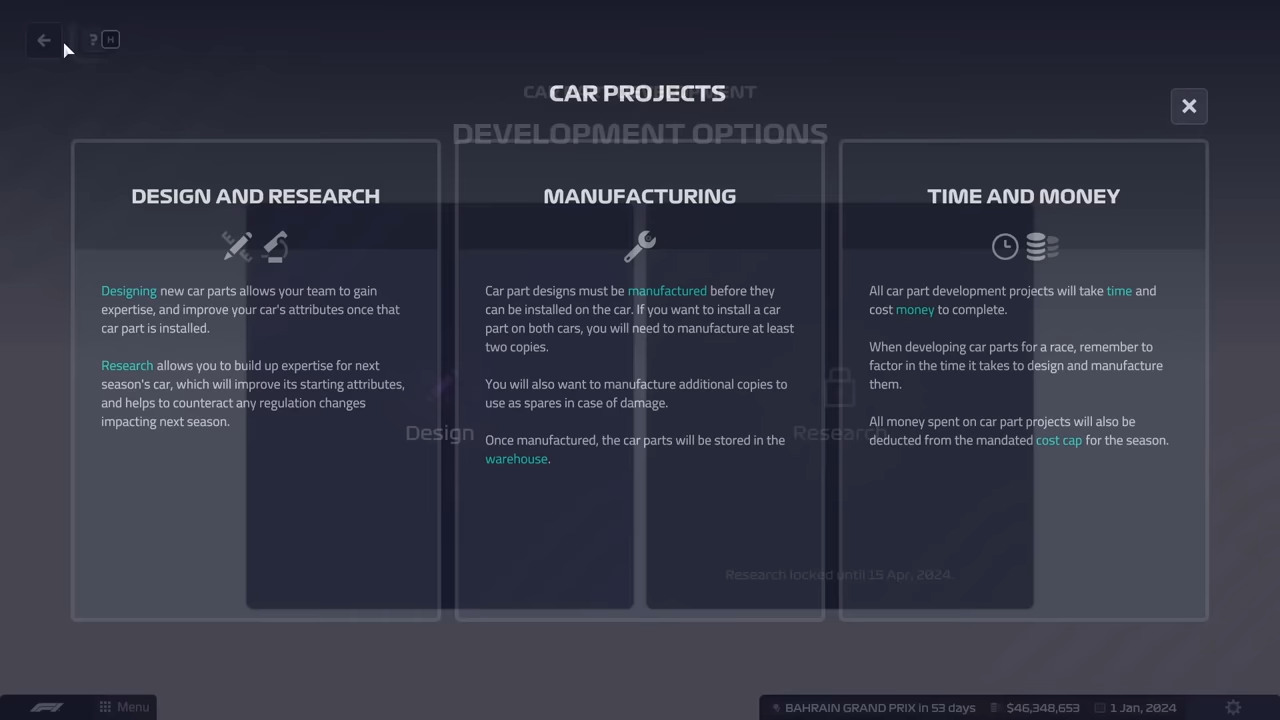 ? H
CAR PROJECTS
DEVELOPMENT OPTIONS
DESIGN AND RESEARCH
Designing new car parts allows your team to gain
expertise, and improve your car's attributes once that
car part is installed.
Research allows you to build up expertise for next
season's car, which will improve its starting attributes,
and helps to counteract any regulation changes
impacting next season.
MANUFACTURING
Car part designs must be manufactured before they
can be installed on the car. If you want to install a car
part on both cars, you will need to manufacture at least
two copies.
You will also want to manufacture additional copies to
use as spares in case of damage.
Once manufactured, the car parts will be stored in the
warehouse.
TIME AND MONEY
All car part development projects will take time and
cost money to complete.
When developing car parts for a race, remember to
factor in the time it takes to design and manufacture
them.
All money spent on car part projects will also be
deducted from the mandated cost cap for the season.
Design
Research
Research locked until 15 Apr, 2024.
Menu
BAHRAIN GRAND PRIX in 53 days
$46,348,653
1 Jan, 2024